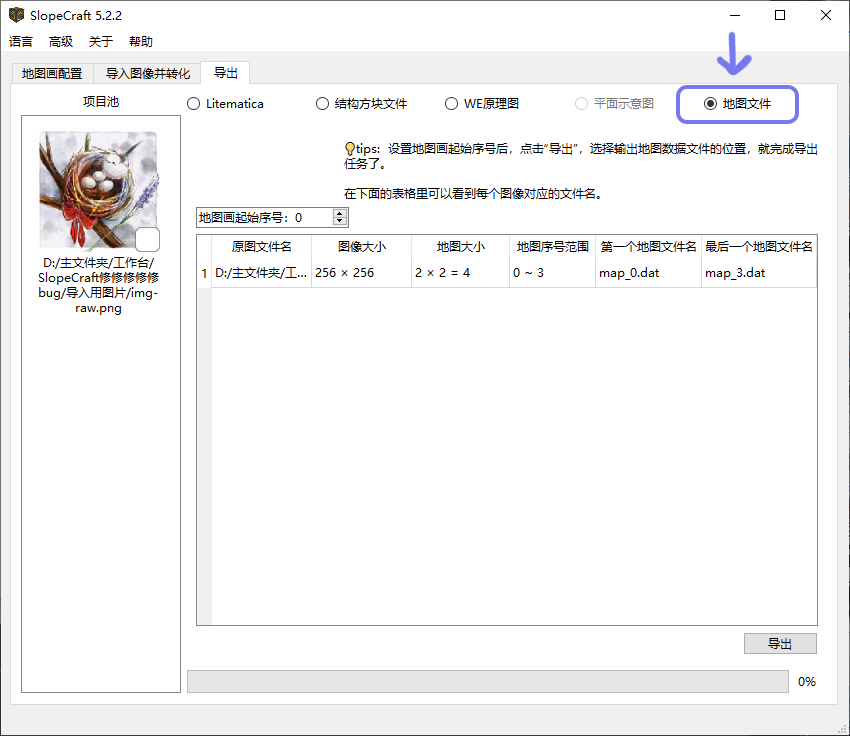 SlopeCraft 5.2.2
语言 高级 关于 帮助
地图画配置 导入图像并转化 导出
项目池
Litematica 结构方块文件 WE原理图 平面示意图 地图文件
tips: 设置地图画起始序号后，点击“导出”，选择输出地图数据文件的位置，就完成导出
任务了。
在下面的表格里可以看到每个图像对应的文件名。
地图画起始序号: 0
原图文件名 图像大小 地图大小 地图序号范围 第一个地图文件名 最后一个地图文件名
1 D:/主文件夹/工... 256 × 256 2 × 2 = 4 0 ~ 3 map_0.dat map_3.dat
D:/主文件夹/工作台/
SlopeCraft修修修修修
bug/导入用图片/img-
raw.png
导出
0%